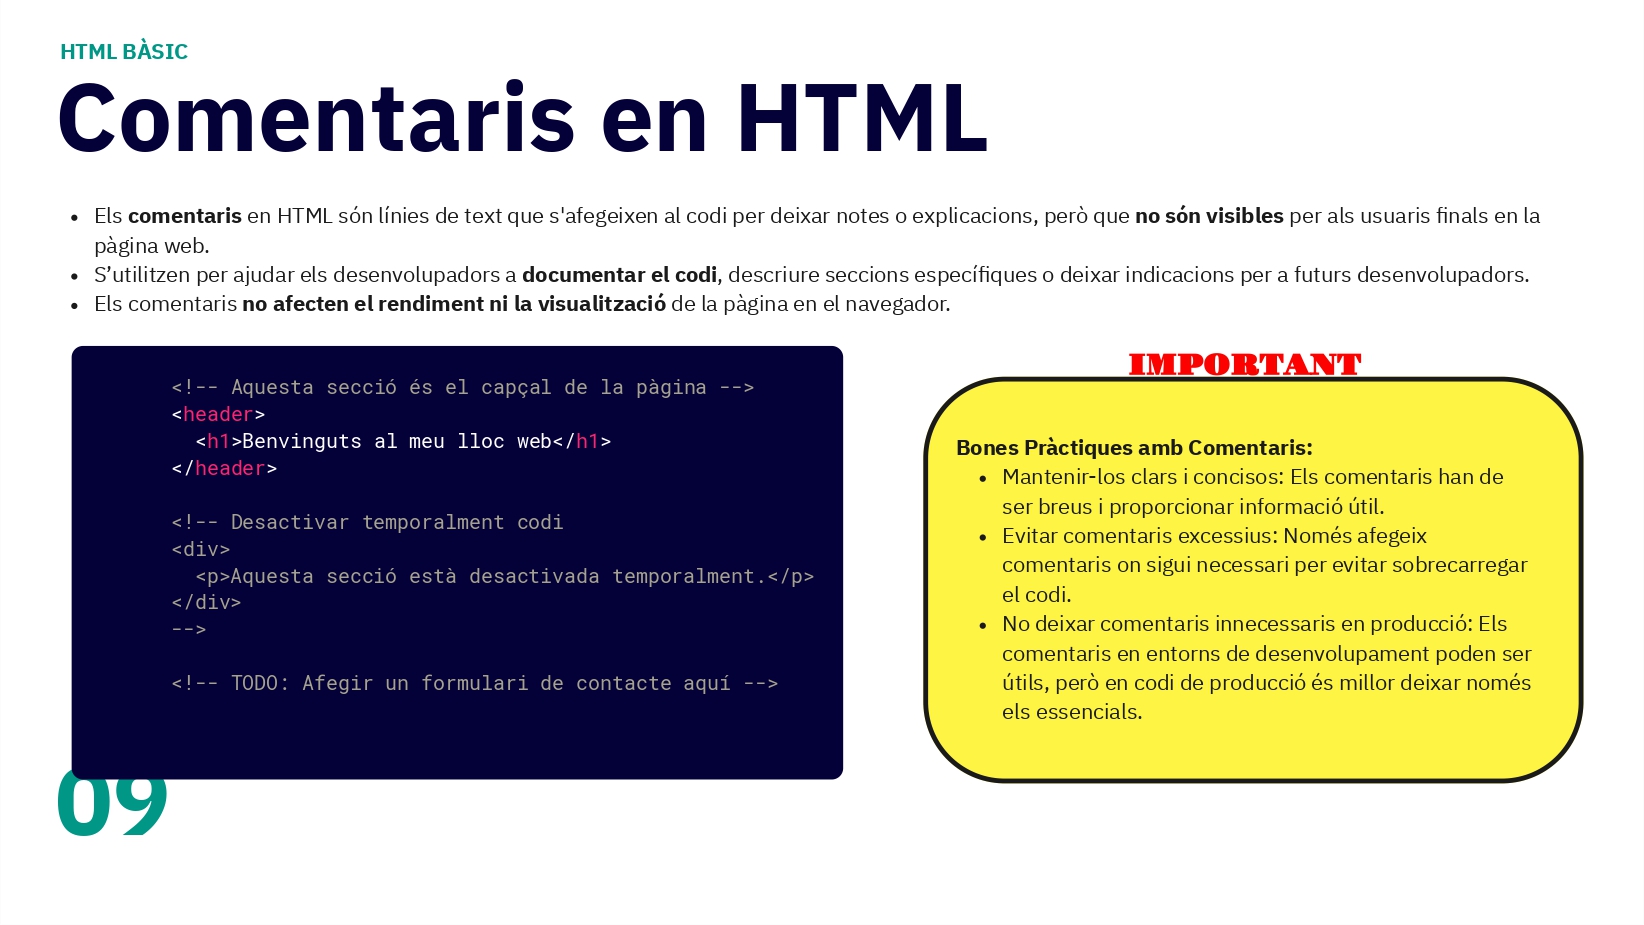 HTML BÀSIC
Comentaris en HTML
• Els comentaris en HTML són línies de text que s'afegeixen al codi per deixar notes o explicacions, però que no són visibles per als usuaris finals en la
pàgina web.
• S’utilitzen per ajudar els desenvolupadors a documentar el codi, descriure seccions específiques o deixar indicacions per a futurs desenvolupadors.
• Els comentaris no afecten el rendiment ni la visualització de la pàgina en el navegador.
<!-- Aquesta secció és el capçal de la pàgina -->
<header>
  <h1>Benvinguts al meu lloc web</h1>
</header>
<!-- Desactivar temporalment codi
<div>
  <p>Aquesta secció està desactivada temporalment.</p>
</div>
-->
<!-- TODO: Afegir un formulari de contacte aquí -->
IMPORTANT
Bones Pràctiques amb Comentaris:
• Mantenir-los clars i concisos: Els comentaris han de
ser breus i proporcionar informació útil.
• Evitar comentaris excessius: Només afegeix
comentaris on sigui necessari per evitar sobrecarregar
el codi.
• No deixar comentaris innecessaris en producció: Els
comentaris en entorns de desenvolupament poden ser
útils, però en codi de producció és millor deixar només
els essencials.
09